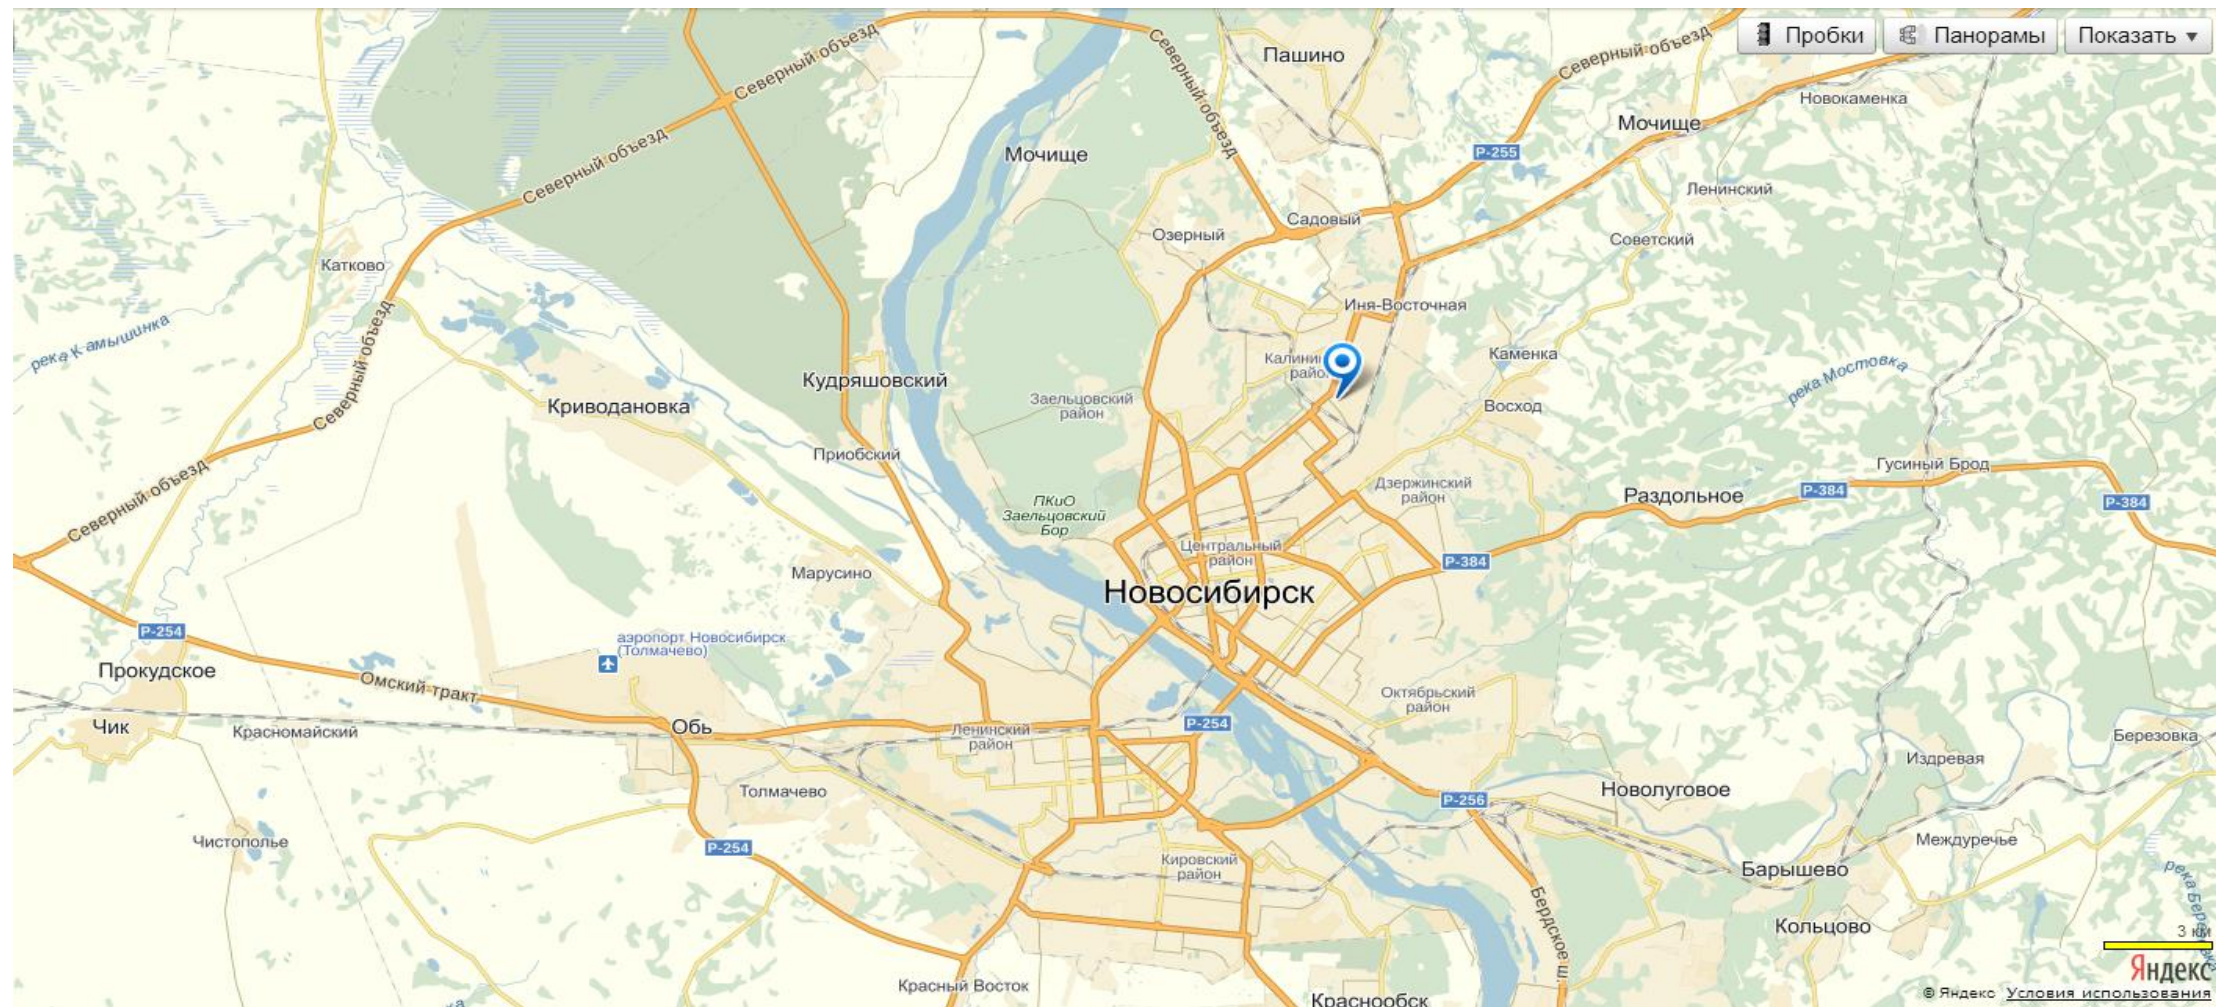 Пробки
Панорамы
Показать
Северный объезд
Северный объезд
Северный объезд
Пашино
Новокаменка
Мочище
Мочище
Р-255
Северный объезд
Ленинский
Садовый
Озерный
Советский
Катково
Иня-Восточная
река Камышинка
Северный объезд
Каменка
река Мостовка
Кудряшовский
Заельцовский
район
Криводановка
Восход
Приобский
Гусиный Брод
Северный объезд
Дзержинский
район
Раздольное
Р-384
Р-384
ПКиО
Заельцовский
Бор
Центральный
район
Р-384
Марусино
Новосибирск
Р-254
аэропорт Новосибирск
(Толмачево)
Прокудское
Омский тракт
Октябрьский
район
Чик
Красномайский
Обь
Ленинский
район
Р-254
Березовка
Издревая
Толмачево
Р-256
Новолуговое
Чистополье
Р-254
Междуречье
Кировский
район
Барышево
Бердское ш.
Кольцово
3 км
Яндекс
Красный Восток
Краснообск
© Яндекс Условия использования